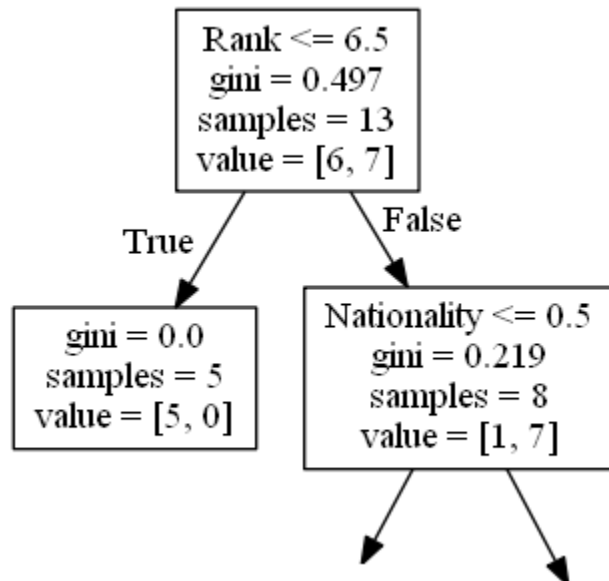 Rank <= 6.5
gini = 0.497
samples = 13
value = [6, 7]
True
False
gini = 0.0
samples = 5
value = [5, 0]
Nationality <= 0.5
gini = 0.219
samples = 8
value = [1, 7]